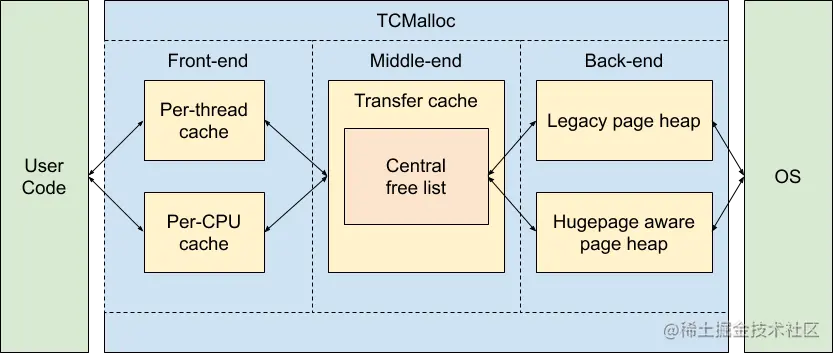 TCMalloc
Front-end
Middle-end
Back-end
User
Code
Per-thread
cache
Per-CPU
cache
Transfer cache
Central
free list
Legacy page heap
Hugepage aware
page heap
OS
@稀土掘金技术社区